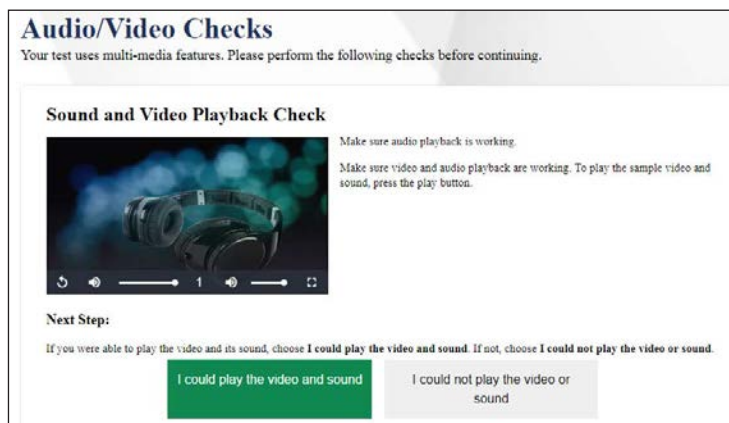 Audio/Video Checks
Your test uses multi-media features. Please perform the following checks before continuing.
Sound and Video Playback Check
Make sure audio playback is working.
Make sure video and audio playback are working. To play the sample video and
sound, press the play button.
1
Next Step:
If you were able to play the video and its sound, choose I could play the video and sound. If not, choose I could not play the video or sound.
I could play the video and sound
I could not play the video or
sound